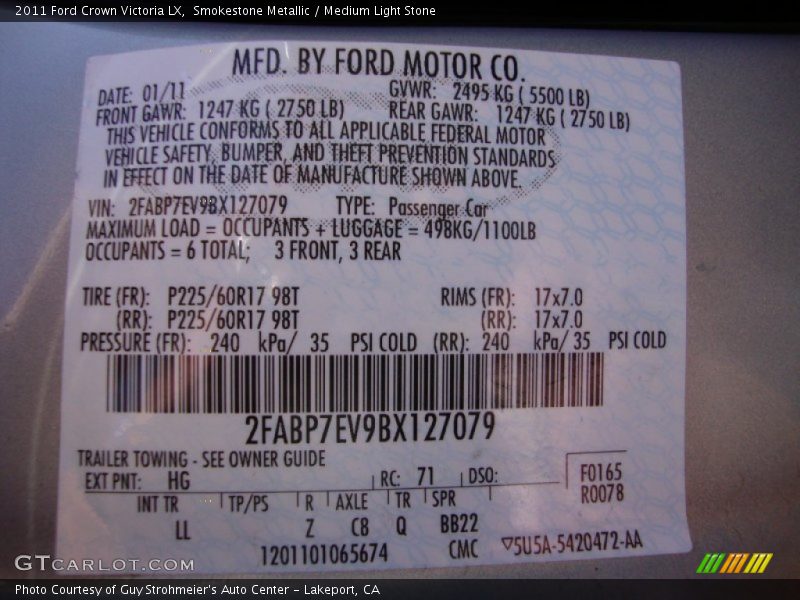 2011 Ford Crown Victoria LX, Smokestone Metallic / Medium Light Stone
MFD. BY FORD MOTOR CO.
DATE: 01/11 GVWR: 2495 KG ( 5500 LB)
FRONT GAWR: 1247 KG ( 2750 LB) REAR GAWR: 1247 KG ( 2750 LB)
THIS VEHICLE CONFORMS TO ALL APPLICABLE FEDERAL MOTOR
VEHICLE SAFETY, BUMPER, AND THEFT PREVENTION STANDARDS
IN EFFECT ON THE DATE OF MANUFACTURE SHOWN ABOVE.
VIN: 2FABP7EV9BX127079 TYPE: Passenger Car
MAXIMUM LOAD = OCCUPANTS + LUGGAGE = 498KG/1100LB
OCCUPANTS = 6 TOTAL; 3 FRONT, 3 REAR
TIRE (FR): P225/60R17 98T RIMS (FR): 17x7.0
(RR): P225/60R17 98T (RR): 17x7.0
PRESSURE (FR): 240 kPa/ 35 PSI COLD (RR): 240 kPa/ 35 PSI COLD
2FABP7EV9BX127079
TRAILER TOWING - SEE OWNER GUIDE
EXT PNT: HG RC: 71 DSO: F0165
R0078
INT TR TP/PS R AXLE TR SPR
LL Z C8 Q BB22
1201101065674 CMC ▽5U5A-5420472-AA
GTCARLOT.COM
Photo Courtesy of Guy Strohmeier's Auto Center - Lakeport, CA